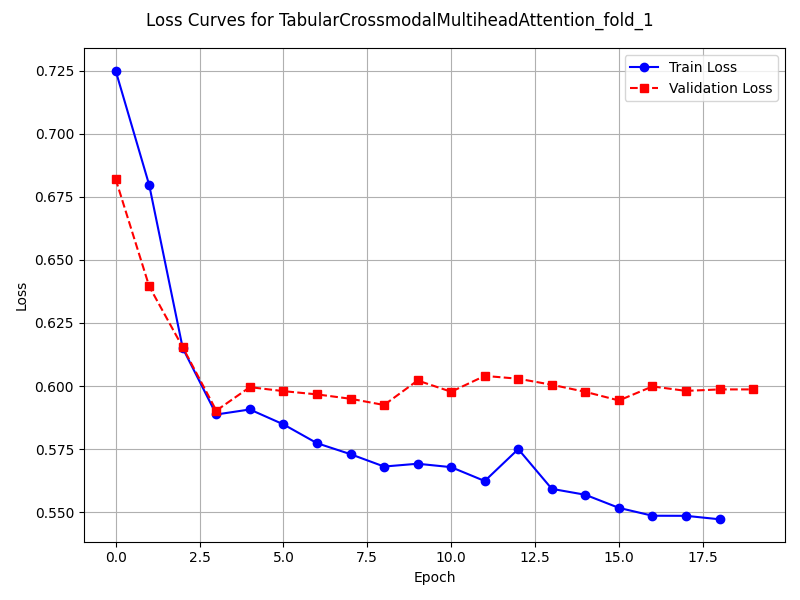 Loss Curves for TabularCrossmodalMultiheadAttention_fold_1
Train Loss
Validation Loss
0.725
0.700
0.675
0.650
0.625
0.600
0.575
0.550
Loss
0.0 2.5 5.0 7.5 10.0 12.5 15.0 17.5
Epoch